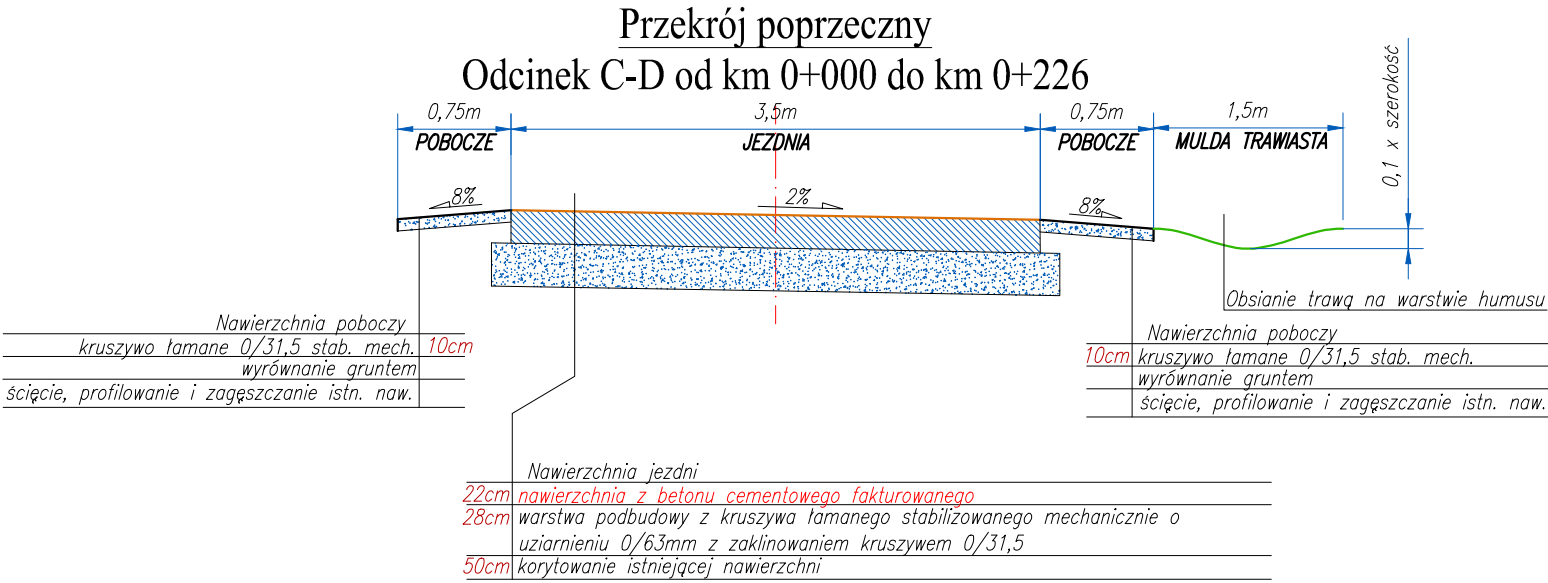 Przekrój poprzeczny
Odcinek C-D od km 0+000 do km 0+226
0,75m
3,5m
0,75m
1,5m
0,1 x szerokość
POBOCZE
JEZDNIA
POBOCZE
MULDA TRAWIASTA
8%
2%
8%
Obsianie trawą na warstwie humusu
Nawierzchnia poboczy
kruszywo łamane 0/31,5 stab. mech. 10cm
wyrównanie gruntem
ścięcie, profilowanie i zagęszczanie istn. naw.
Nawierzchnia poboczy
10cm kruszywo łamane 0/31,5 stab. mech.
wyrównanie gruntem
ścięcie, profilowanie i zagęszczanie istn. naw.
Nawierzchnia jezdni
22cm nawierzchnia z betonu cementowego fakturowanego
28cm warstwa podbudowy z kruszywa łamanego stabilizowanego mechanicznie o
uziarnieniu 0/63mm z zaklinowaniem kruszywem 0/31,5
50cm korytowanie istniejącej nawierzchni